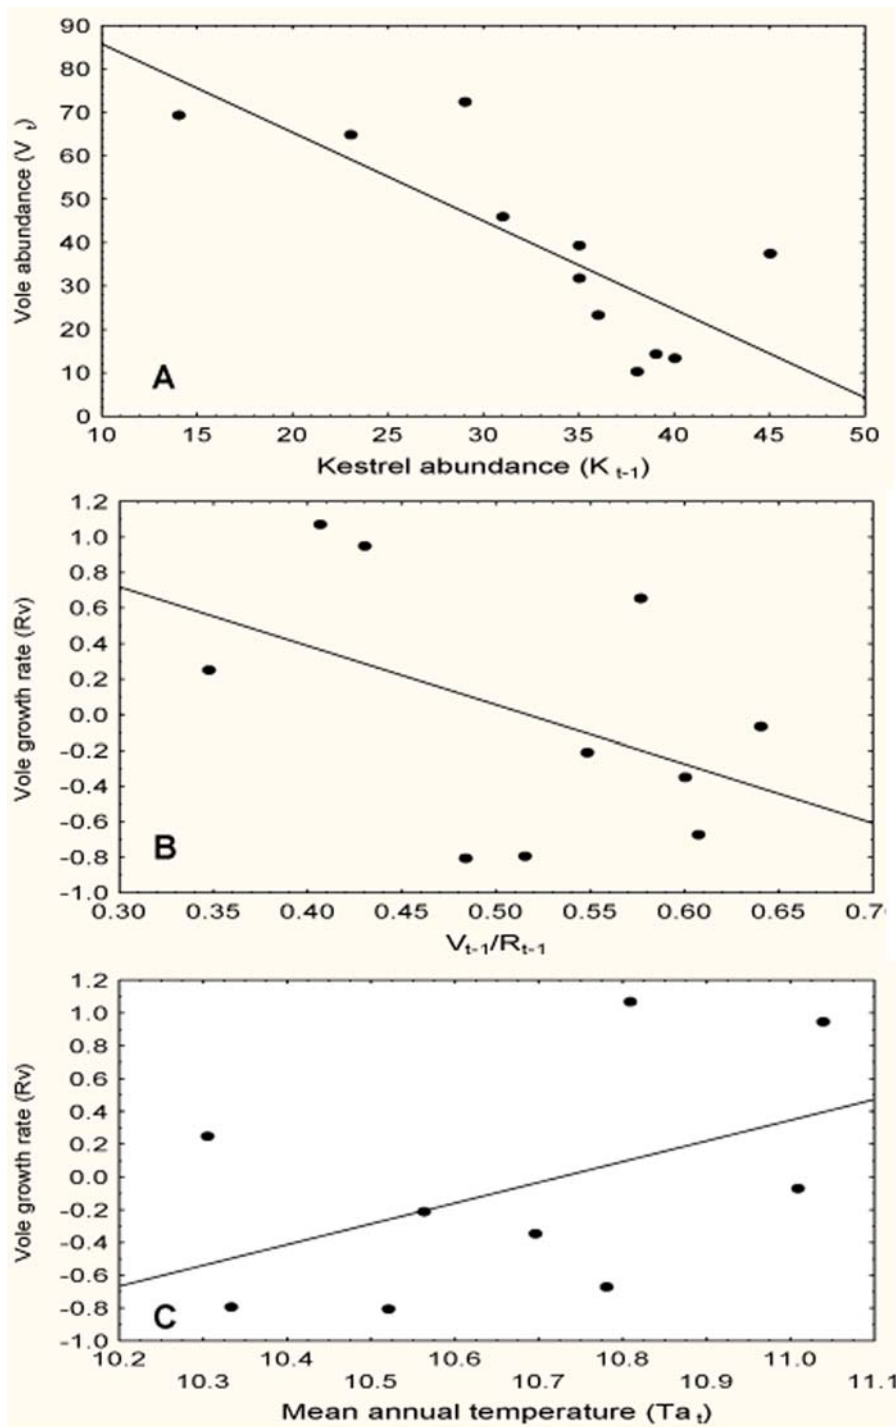 90
80
70
60
50
40
30
20
10
0
Vole abundance (V t)
A
10 15 20 25 30 35 40 45 50
Kestrel abundance (K t-1)
1.2
1.0
0.8
0.6
0.4
0.2
0.0
-0.2
-0.4
-0.6
-0.8
-1.0
Vole growth rate (Rv)
B
0.30 0.35 0.40 0.45 0.50 0.55 0.60 0.65 0.7
Vt-1/Rt-1
1.2
1.0
0.8
0.6
0.4
0.2
0.0
-0.2
-0.4
-0.6
-0.8
-1.0
Vole growth rate (Rv)
C
10.2 10.4 10.6 10.8 11.0
10.3 10.5 10.7 10.9 11.1
Mean annual temperature (Ta t)